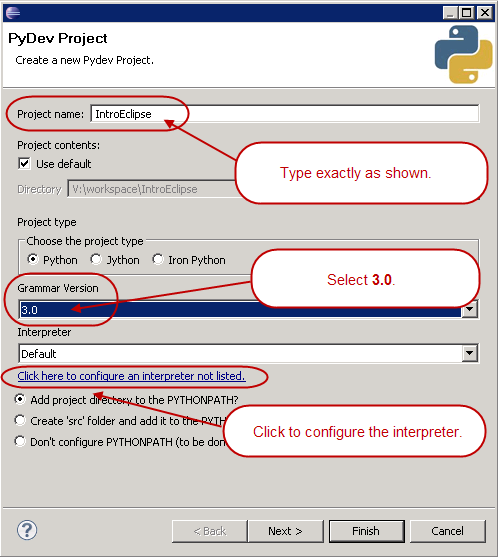 PyDev Project
Create a new Pydev Project.
Project name: IntroEclipse
Project contents:
Use default
Type exactly as shown.
Directory V:\workspace\IntroEclipse
Project type
Choose the project type
Python Jython Iron Python
Grammar Version
Select 3.0.
3.0
Interpreter
Default
Click here to configure an interpreter not listed.
Add project directory to the PYTHONPATH?
Create 'src' folder and add it to the PYTH
Click to configure the interpreter.
Don't configure PYTHONPATH (to be don
? < Back Next > Finish Cancel